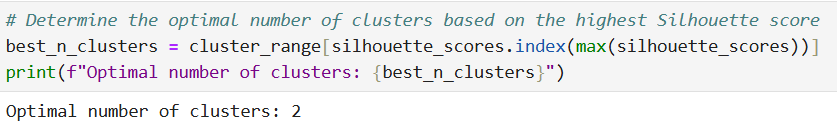 # Determine the optimal number of clusters based on the highest Silhouette score
best_n_clusters = cluster_range[silhouette_scores.index(max(silhouette_scores))]
print(f"Optimal number of clusters: {best_n_clusters}")
Optimal number of clusters: 2